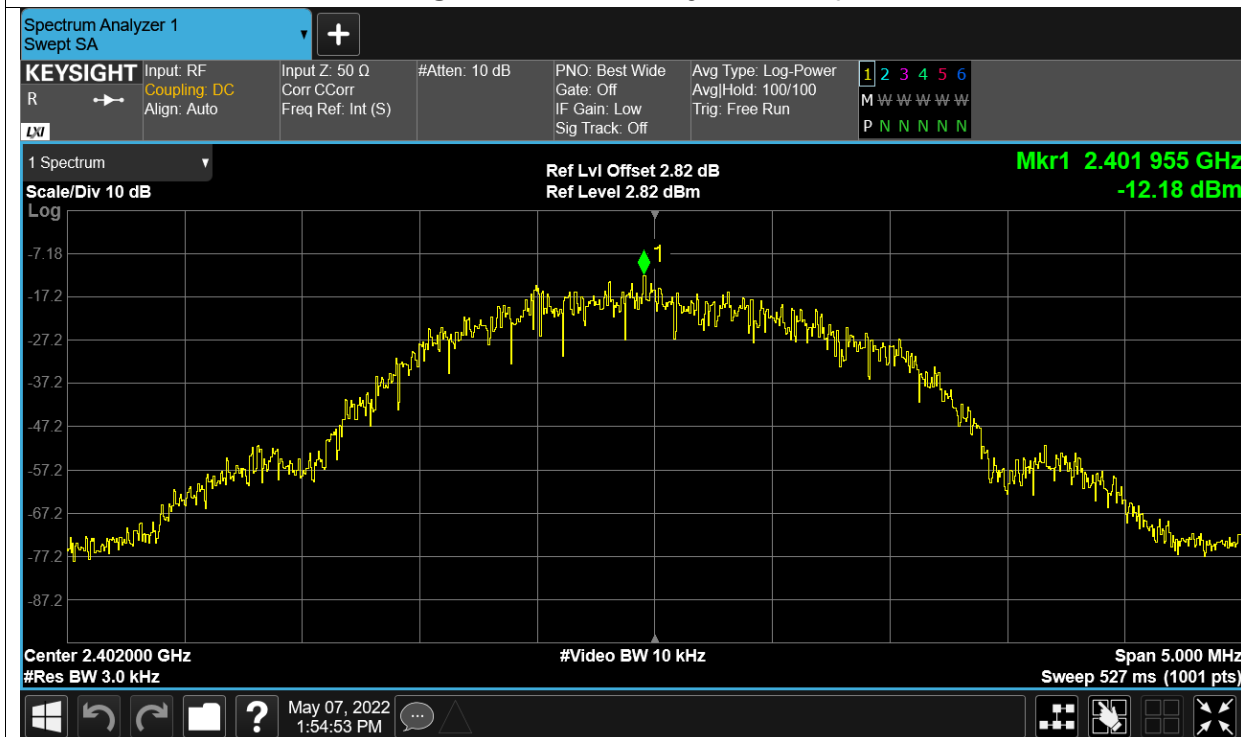 Spectrum Analyzer 1
Swept SA
KEYSIGHT
R
LXI
Input: RF
Coupling: DC
Align: Auto
Input Z: 50 Ω
Corr CCorr
Freq Ref: Int (S)
#Atten: 10 dB
PNO: Best Wide
Gate: Off
IF Gain: Low
Sig Track: Off
Avg Type: Log-Power
Avg|Hold: 100/100
Trig: Free Run
1 2 3 4 5 6
M W W W W W
P N N N N N
1 Spectrum
Scale/Div 10 dB
Log
Ref Lvl Offset 2.82 dB
Ref Level 2.82 dBm
Mkr1 2.401 955 GHz
-12.18 dBm
1
-7.18
-17.2
-27.2
-37.2
-47.2
-57.2
-67.2
-77.2
-87.2
Center 2.402000 GHz
#Res BW 3.0 kHz
#Video BW 10 kHz
Span 5.000 MHz
Sweep 527 ms (1001 pts)
?
May 07, 2022
1:54:53 PM